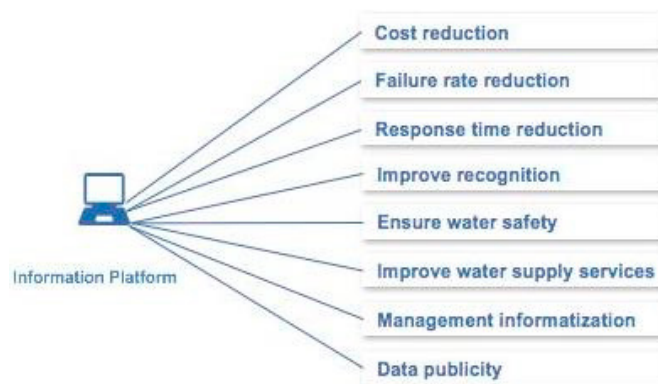 Cost reduction
Failure rate reduction
Response time reduction
Improve recognition
Ensure water safety
Information Platform
Improve water supply services
Management informatization
Data publicity